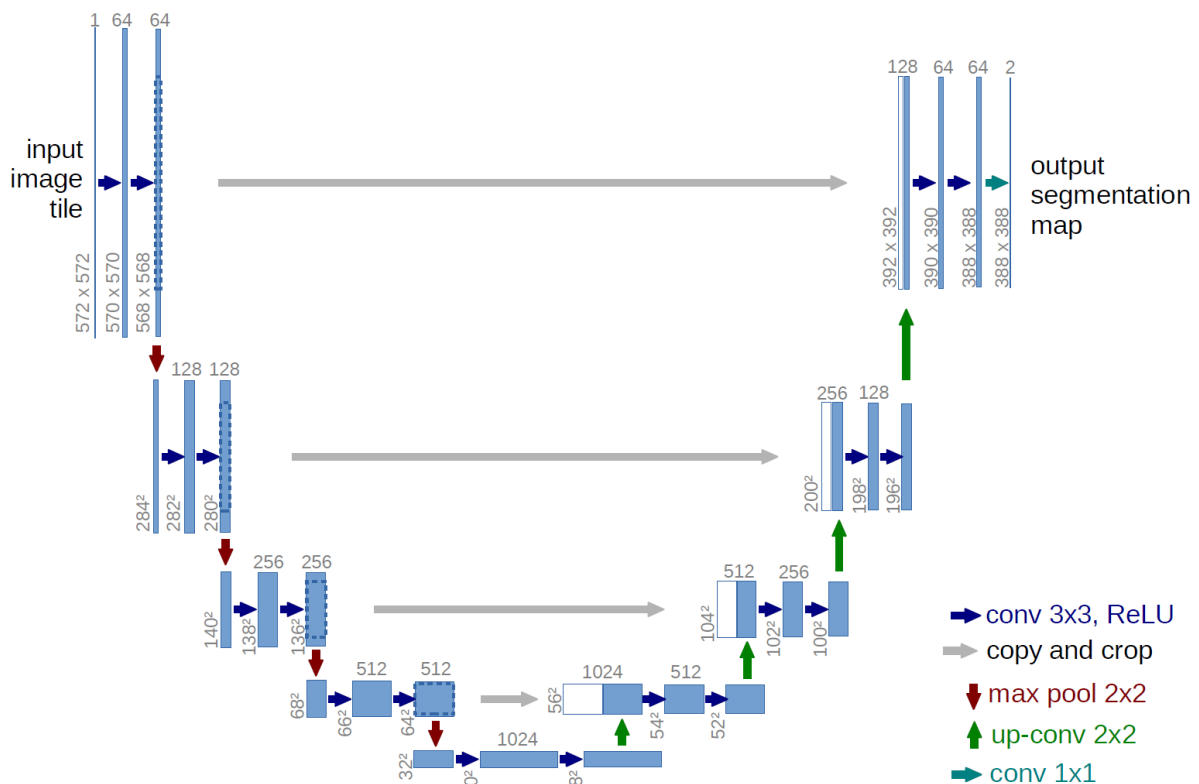 1 64 64
128 64 64 2
input
image
tile
output
segmentation
map
572 x 572
570 x 570
568 x 568
392 x 392
390 x 390
388 x 388
388 x 388
128 128
256 128
284²
282²
280²
200²
198²
196²
256 256
512 256
140²
138²
136²
104²
102²
100²
512 512
1024 512
68²
66²
64²
56²
54²
52²
1024
32²
conv 3x3, ReLU
copy and crop
max pool 2x2
up-conv 2x2
conv 1x1